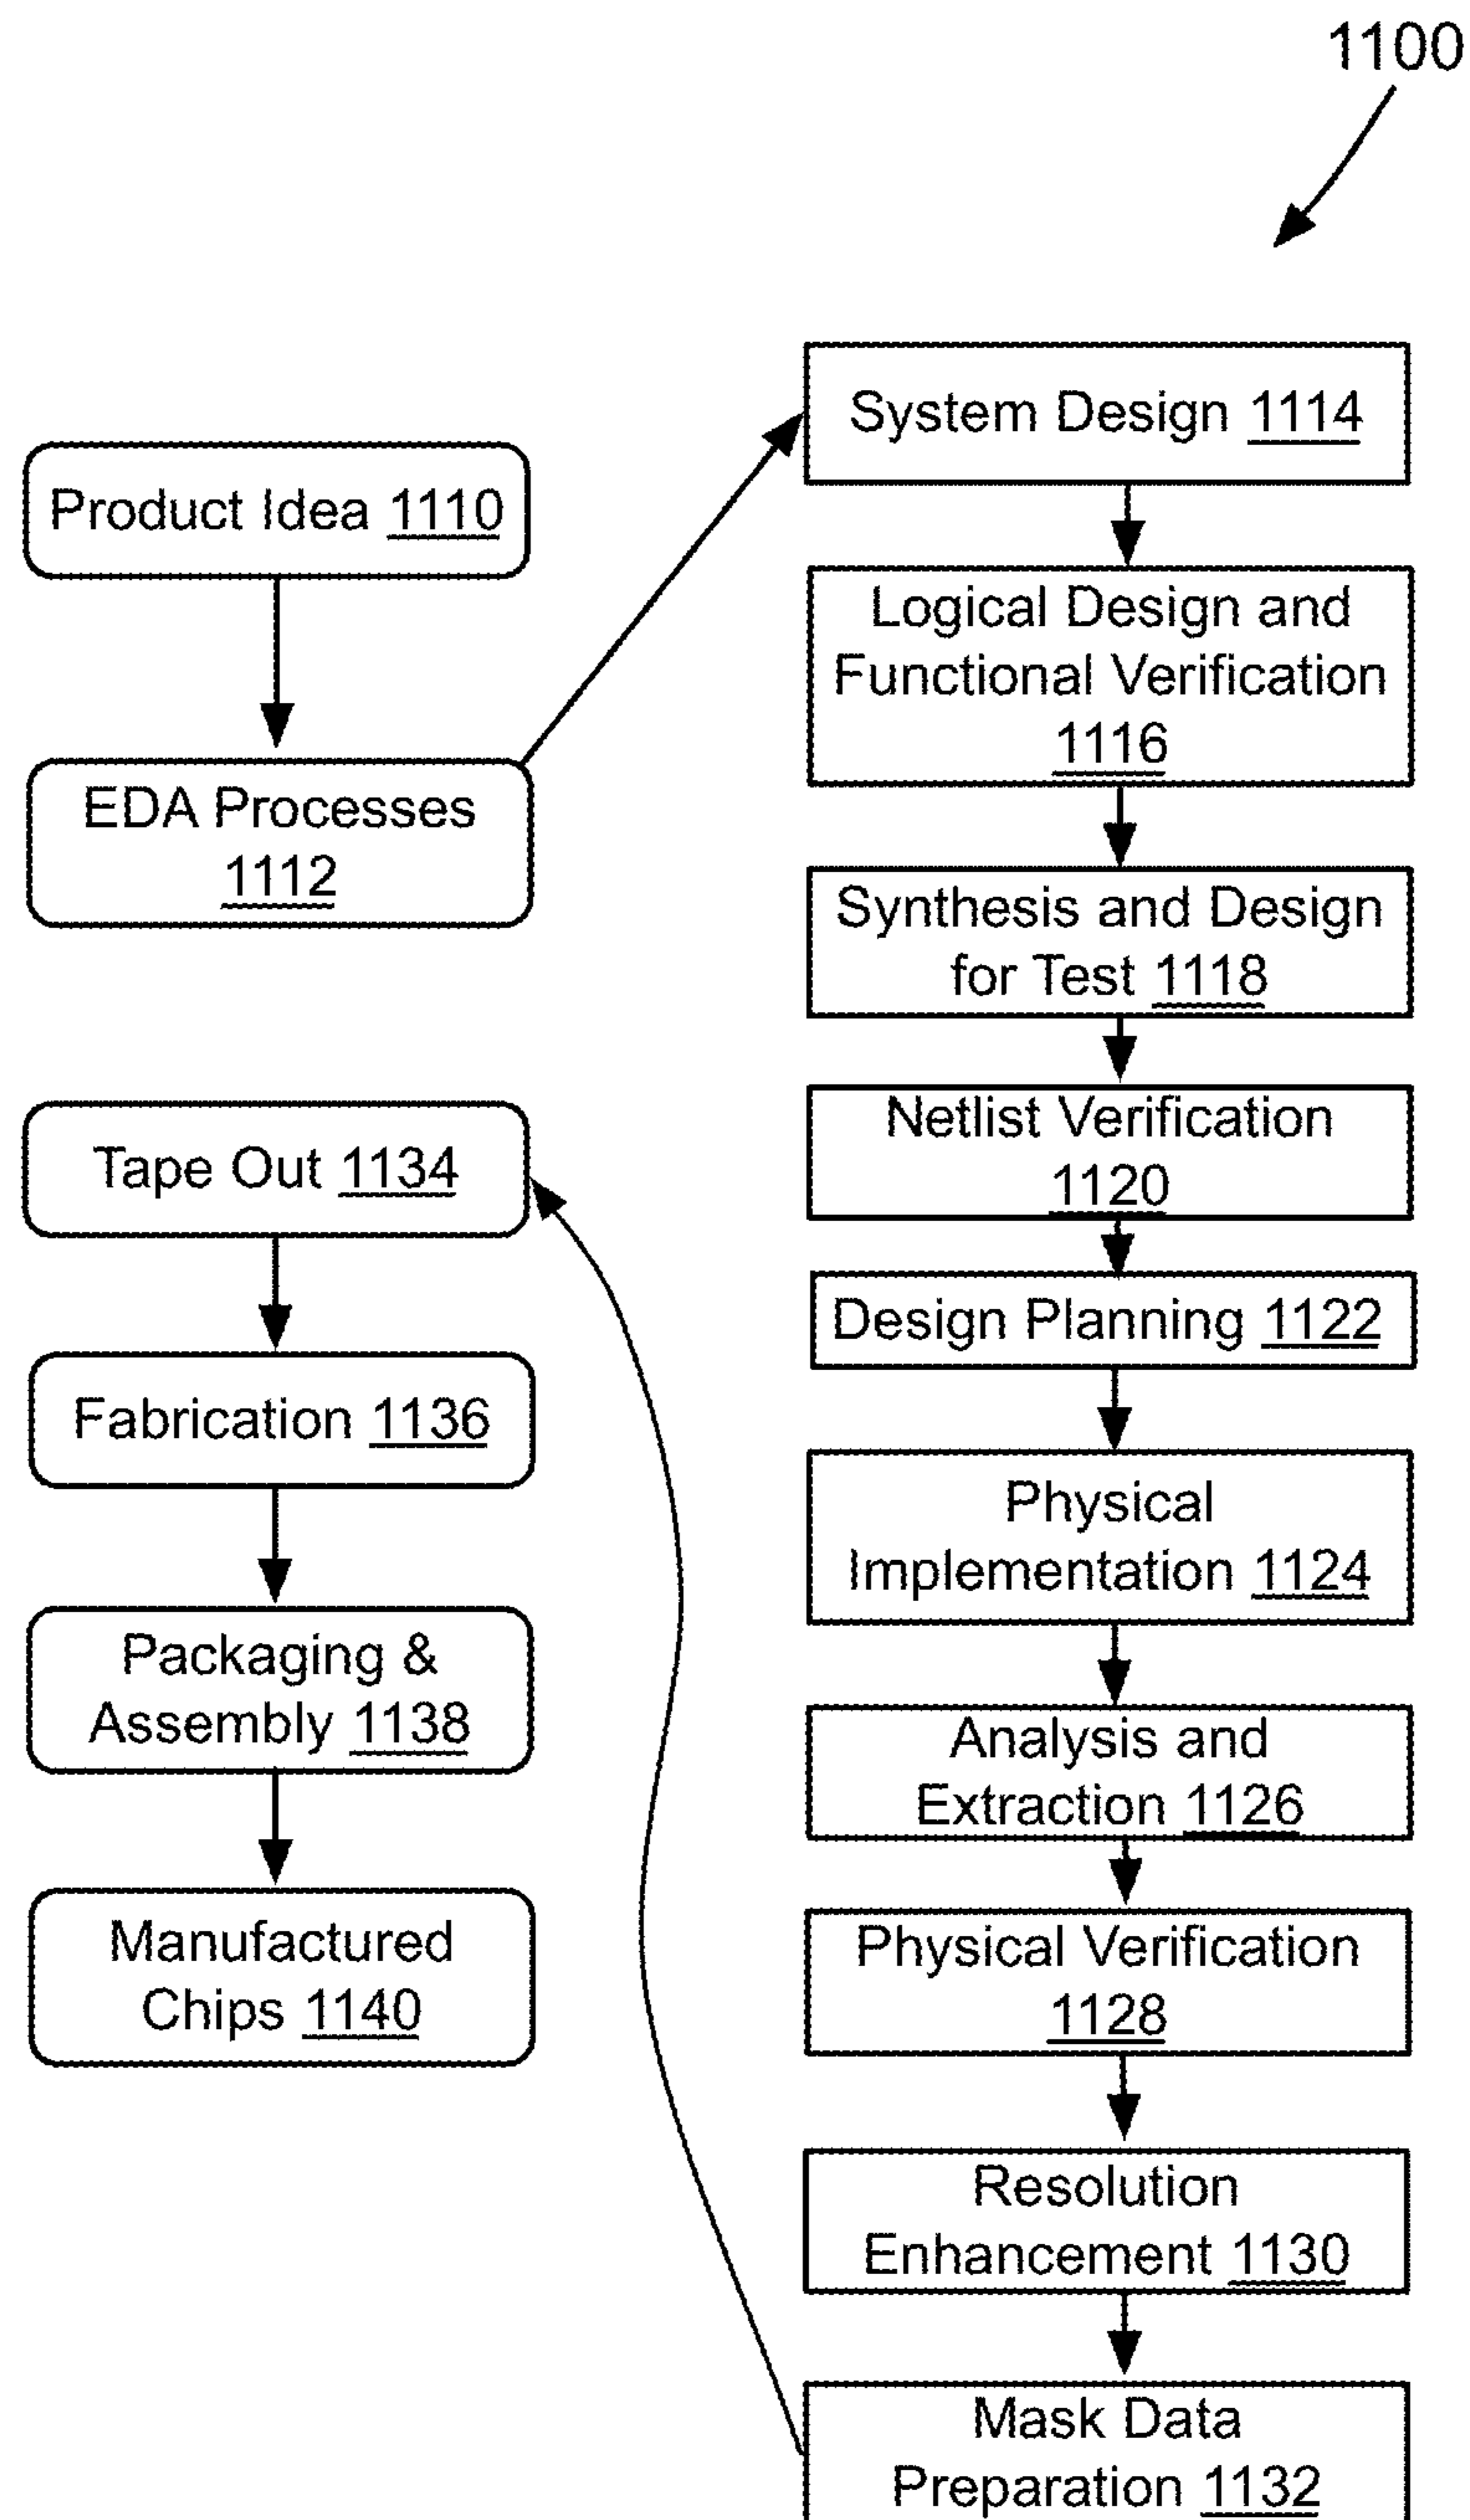 1100
Product Idea 1110
EDA Processes
1112
System Design 1114
Logical Design and
Functional Verification
1116
Synthesis and Design
for Test 1118
Netlist Verification
1120
Design Planning 1122
Physical
Implementation 1124
Analysis and
Extraction 1126
Physical Verification
1128
Resolution
Enhancement 1130
Mask Data
Preparation 1132
Tape Out 1134
Fabrication 1136
Packaging &
Assembly 1138
Manufactured
Chips 1140